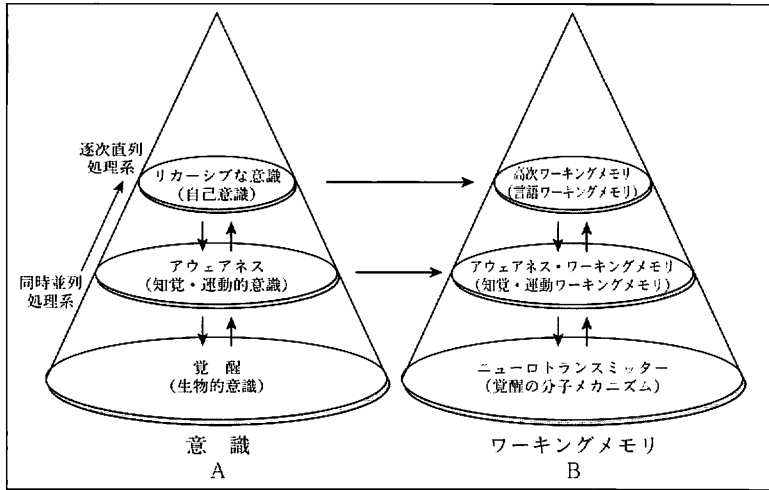 逐次直列
処理系
同時並列
処理系
リカーシブな意識
(自己意識)
アウェアネス
(知覚・運動的意識)
覚 醒
(生物的意識)
意 識
A
高次ワーキングメモリ
(言語ワーキングメモリ)
アウェアネス・ワーキングメモリ
(知覚・運動ワーキングメモリ)
ニューロトランスミッター
(覚醒の分子メカニズム)
ワーキングメモリ
B